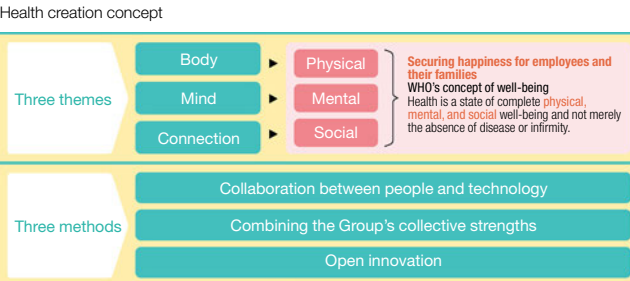 Health creation concept
Three themes
Body
Physical
Mind
Mental
Connection
Social
Securing happiness for employees and
their families
WHO's concept of well-being
Health is a state of complete physical,
mental, and social well-being and not merely
the absence of disease or infirmity.
Three methods
Collaboration between people and technology
Combining the Group's collective strengths
Open innovation